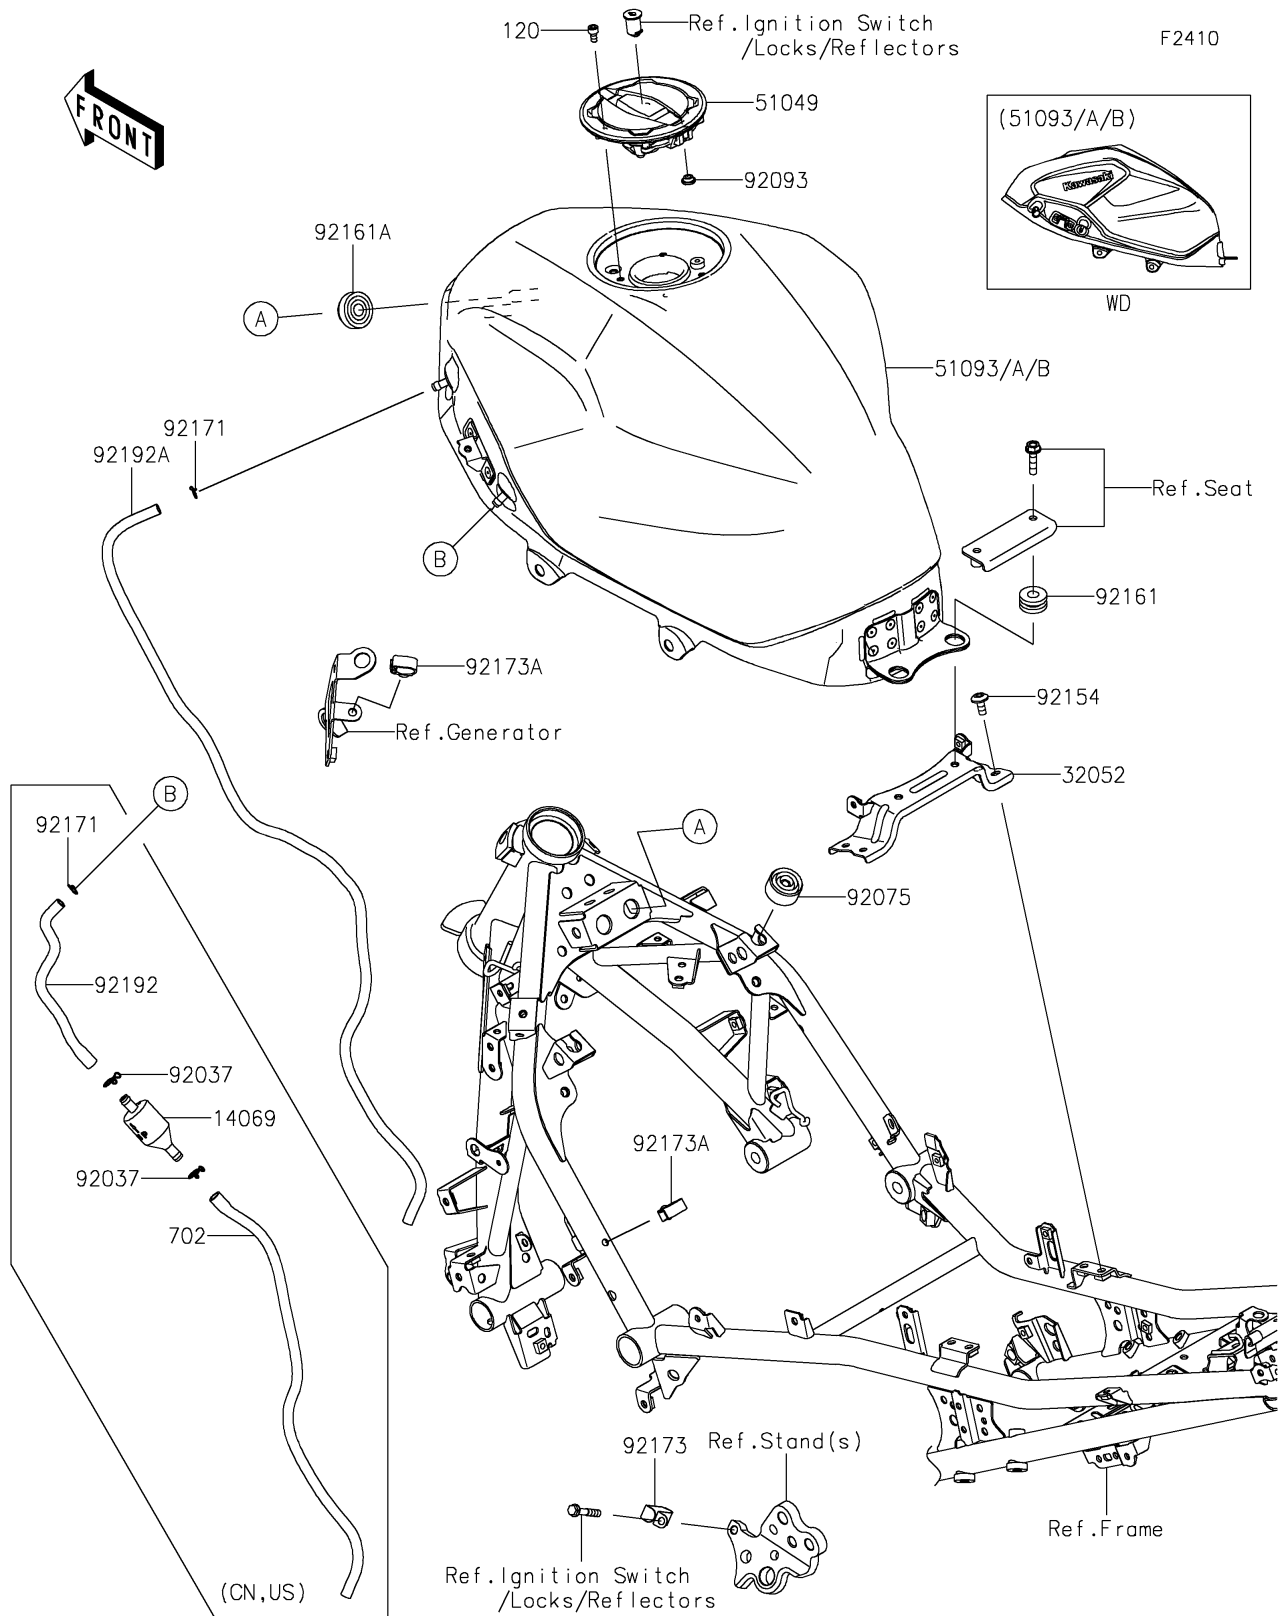 120
Ref.Ignition Switch
/Locks/Reflectors
F2410
FRONT
51049
(51093/A/B)
Kawasaki
WD
92093
92161A
A
51093/A/B
92171
92192A
Ref.Seat
B
92161
92173A
92154
Ref.Generator
32052
B
92171
A
92075
92192
92037
14069
92173A
92037
702
92173
Ref.Stand(s)
Ref.Frame
Ref.Ignition Switch
/Locks/Reflectors
(CN,US)